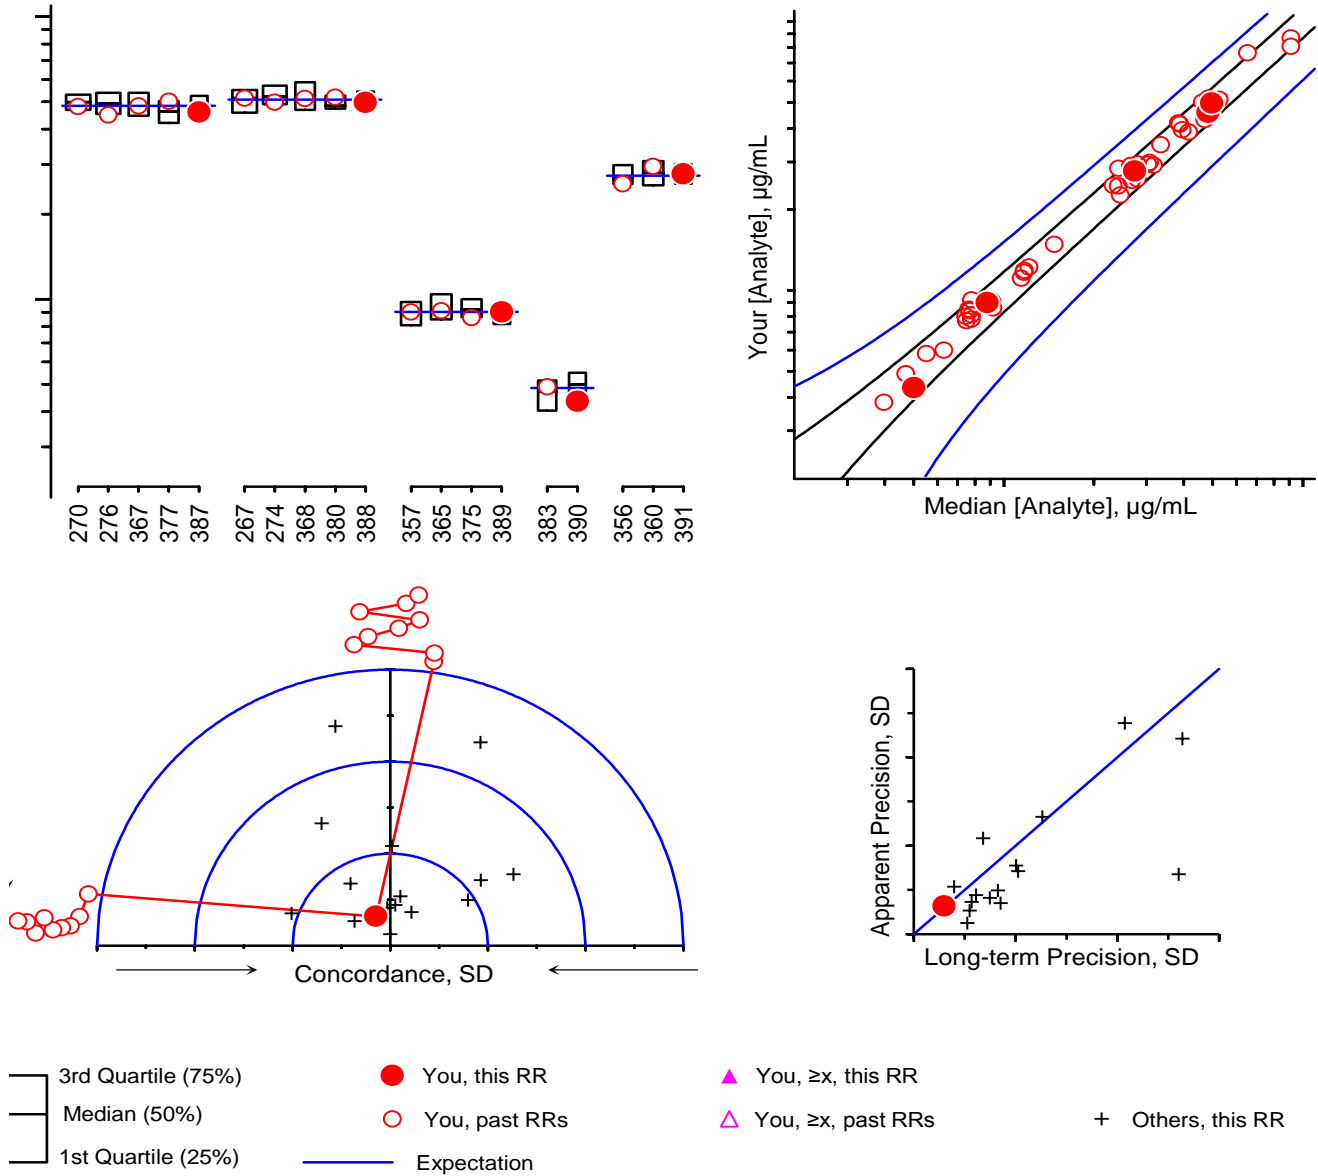 Your [Analyte], µg/mL
270 276 367 377 387 267 274 368 380 388 357 365 375 389 383 390 356 360 391
Median [Analyte], µg/mL
Apparent Precision, SD
Concordance, SD
Long-term Precision, SD
3rd Quartile (75%)
You, this RR
You, ≥x, this RR
Median (50%)
You, past RRs
You, ≥x, past RRs
Others, this RR
1st Quartile (25%)
Expectation